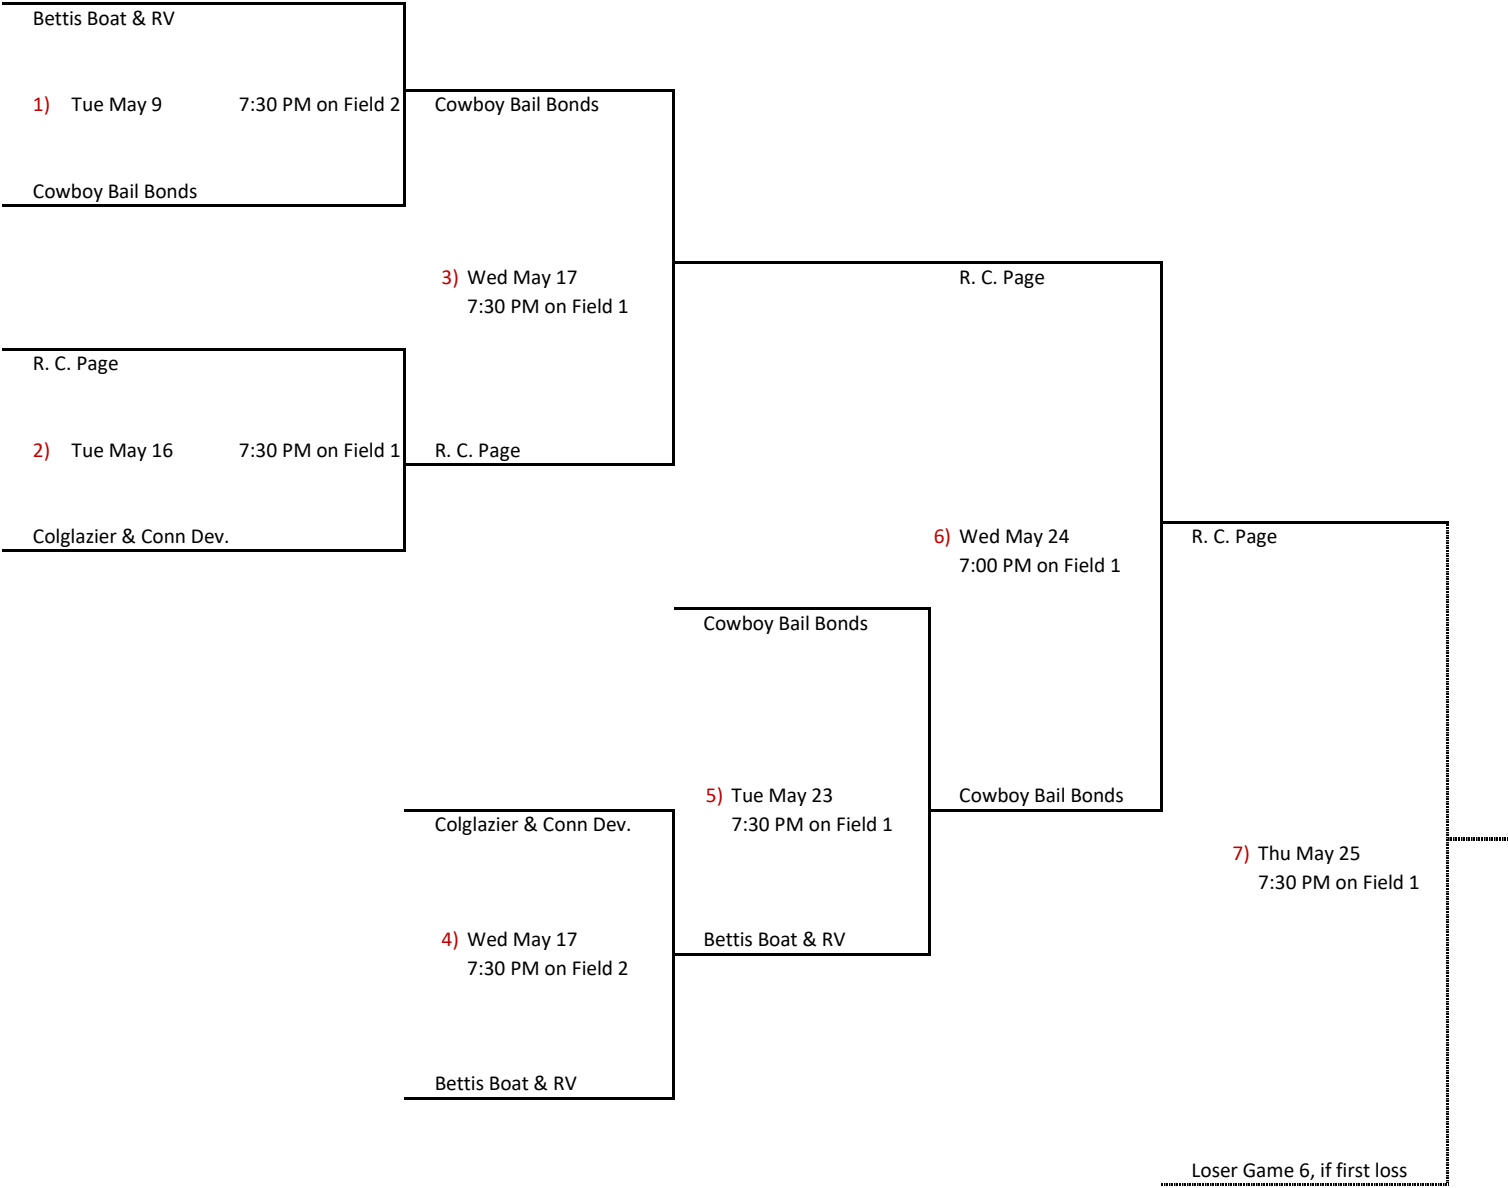 Bettis Boat & RV
1) Tue May 9 7:30 PM on Field 2
Cowboy Bail Bonds
Cowboy Bail Bonds
3) Wed May 17
7:30 PM on Field 1
R. C. Page
R. C. Page
2) Tue May 16 7:30 PM on Field 1
R. C. Page
Colglazier & Conn Dev.
6) Wed May 24
7:00 PM on Field 1
R. C. Page
Cowboy Bail Bonds
5) Tue May 23
7:30 PM on Field 1
Cowboy Bail Bonds
Colglazier & Conn Dev.
7) Thu May 25
7:30 PM on Field 1
4) Wed May 17
7:30 PM on Field 2
Bettis Boat & RV
Bettis Boat & RV
Loser Game 6, if first loss